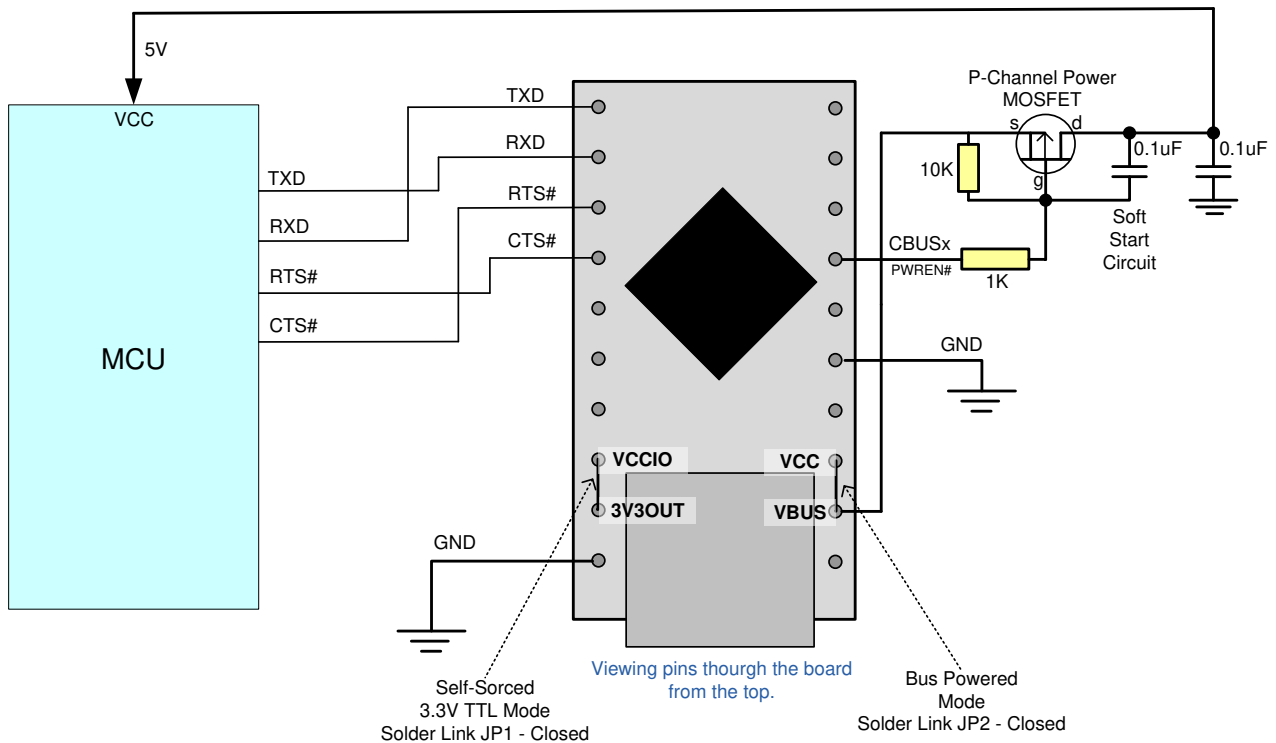 5V
VCC
MCU
TXD
RXD
RTS#
CTS#
TXD
RXD
RTS#
CTS#
VCCIO
3V3OUT
VCC
VBUS
GND
GND
P-Channel Power
MOSFET
s
d
g
10K
0.1uF
0.1uF
CBUSx
PWREN#
1K
Soft
Start
Circuit
Viewing pins thourgh the board
from the top.
Self-Sorced
3.3V TTL Mode
Solder Link JP1 - Closed
Bus Powered
Mode
Solder Link JP2 - Closed